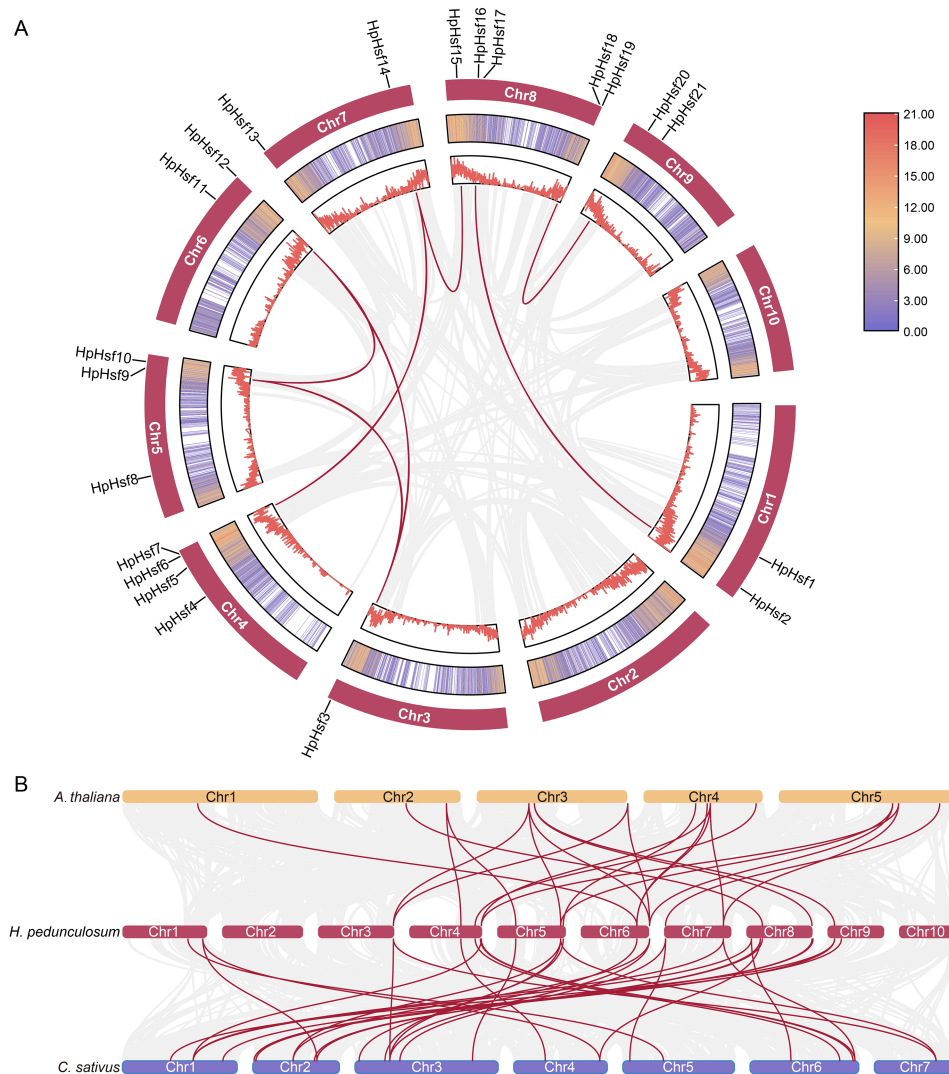 A
HpHsf14
HpHsf15
HpHsf16
HpHsf17
HpHsf18
HpHsf19
HpHsf20
HpHsf21
HpHsf13
HpHsf12
HpHsf11
Chr7
Chr8
Chr9
Chr6
Chr10
21.00
18.00
15.00
12.00
9.00
6.00
3.00
0.00
HpHsf10
HpHsf9
Chr5
HpHsf8
Chr1
HpHsf7
HpHsf6
HpHsf5
HpHsf4
HpHsf1
HpHsf2
Chr4
Chr2
Chr3
HpHsf3
B
A. thaliana Chr1 Chr2 Chr3 Chr4 Chr5
H. pedunculosum Chr1 Chr2 Chr3 Chr4 Chr5 Chr6 Chr7 Chr8 Chr9 Chr10
C. sativus Chr1 Chr2 Chr3 Chr4 Chr5 Chr6 Chr7